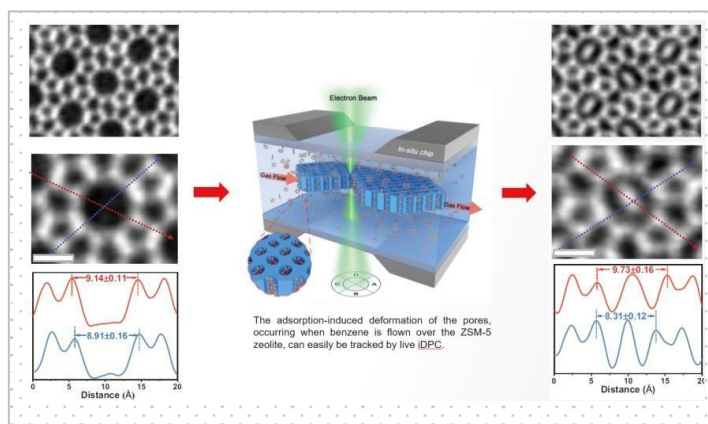 Electron Beam
In-situ chip
Gas Flow
Gas Flow
D
C A
B
9.14±0.11
8.91±0.16
0 5 10 15 20
Distance (Å)
The adsorption-induced deformation of the pores,
occurring when benzene is flown over the ZSM-5
zeolite, can easily be tracked by live iDPC.
9.73±0.16
8.31±0.12
0 5 10 15 20
Distance (Å)